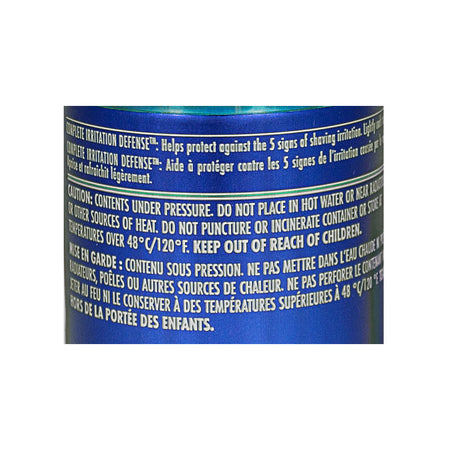 COMPLETE IRRITATION DEFENSE™: Helps protect against the 5 signs of shaving irritation. Lightly
COMPLETE IRRITATION DEFENSE™: Aide à protéger contre les 5 signes de l'irritation causée par le
et rafraîchit légèrement.
CAUTION: CONTENTS UNDER PRESSURE. DO NOT PLACE IN HOT WATER OR NEAR
OR OTHER SOURCES OF HEAT. DO NOT PUNCTURE OR INCINERATE CONTAINER OR STORE
TEMPERATURES OVER 48°C/120°F. KEEP OUT OF REACH OF CHILDREN.
MISE EN GARDE : CONTENU SOUS PRESSION. NE PAS METTRE DANS L'EAU CHAUDE
RADIATEURS, POÊLES OU AUTRES SOURCES DE CHALEUR. NE PAS PERFORER LE CONTENANT
JETER AU FEU NI LE CONSERVER À DES TEMPÉRATURES SUPÉRIEURES À 48 °C/120 °F
HORS DE LA PORTÉE DES ENFANTS.